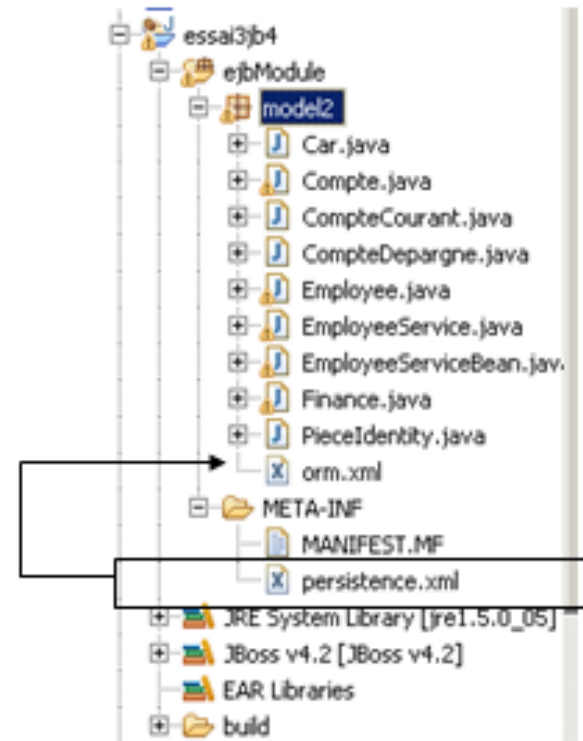 essai3jb4
ejbModule
model2
Car.java
Compte.java
CompteCourant.java
CompteDepargne.java
Employee.java
EmployeeService.java
EmployeeServiceBean.jav
Finance.java
PieceIdentity.java
orm.xml
META-INF
MANIFEST.MF
persistence.xml
JRE System Library [jre1.5.0_05]
JBoss v4.2 [JBoss v4.2]
EAR Libraries
build